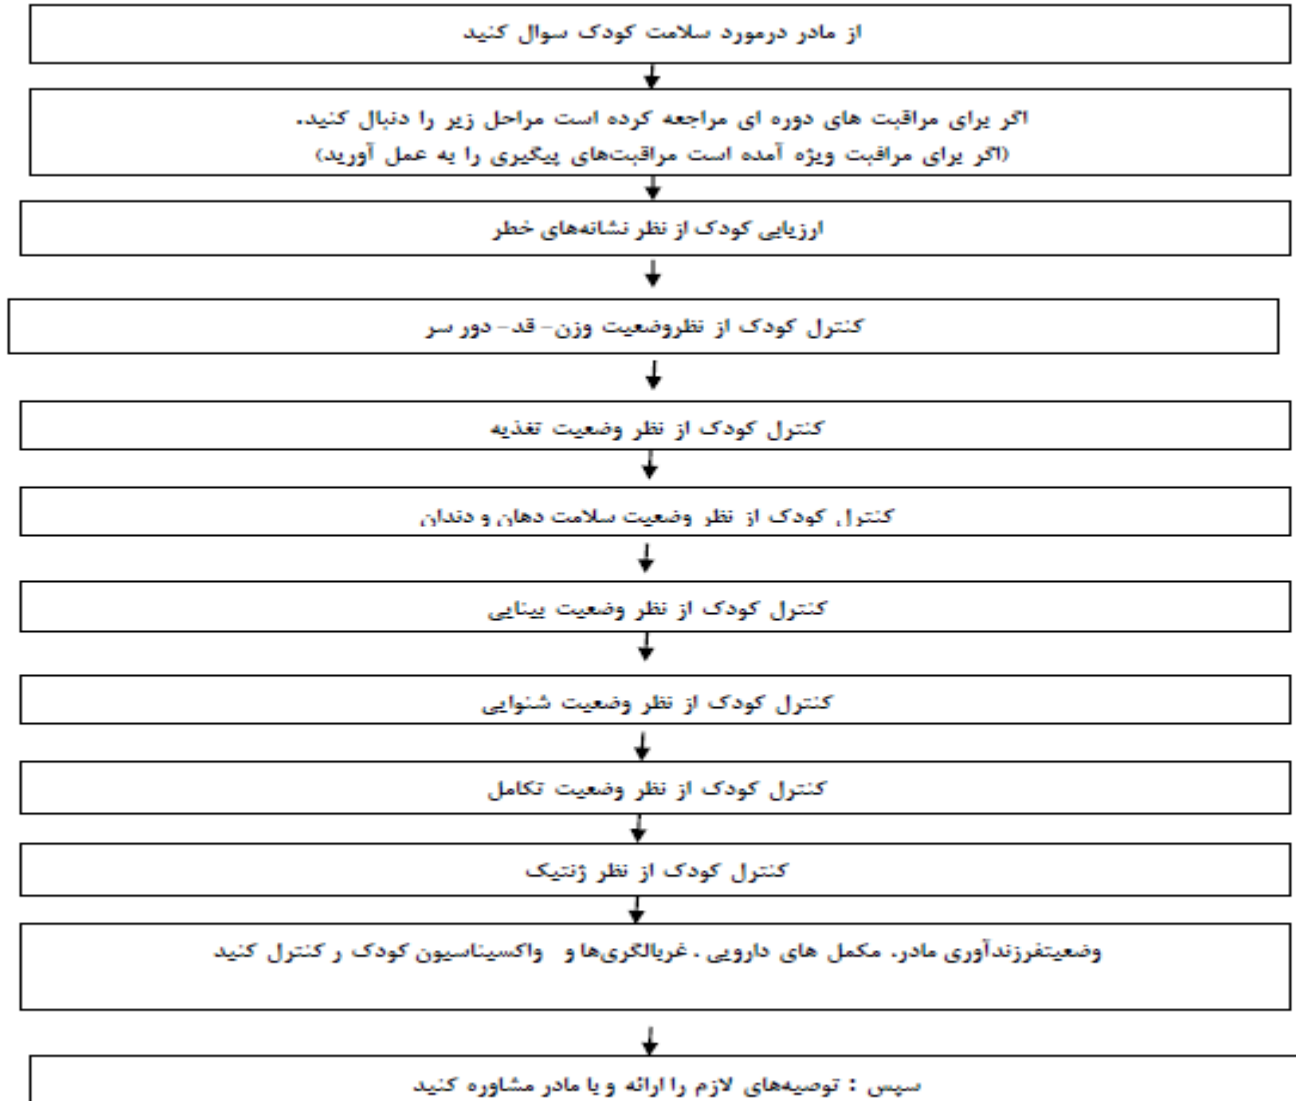 از مادر درمورد سلامت کودک سوال کنید
اگر برای مراقبت های دوره ای مراجعه کرده است مراحل زیر را دنبال کنید.
(اگر برای مراقبت ویژه آمده است مراقبت‌های پیگیری را به عمل آورید)
ارزیابی کودک از نظر نشانه‌های خطر
کنترل کودک از نظروضعیت وزن- قد- دور سر
کنترل کودک از نظر وضعیت تغذیه
کنترل کودک از نظر وضعیت سلامت دهان و دندان
کنترل کودک از نظر وضعیت بینایی
کنترل کودک از نظر وضعیت شنوایی
کنترل کودک از نظر وضعیت تکامل
کنترل کودک از نظر ژنتیک
وضعیتفرزندآوری مادر. مکمل های دارویی . غربالگری‌ها و واکسیناسیون کودک ر کنترل کنید
سپس : توصیه‌های لازم را ارائه و با مادر مشاوره کنید